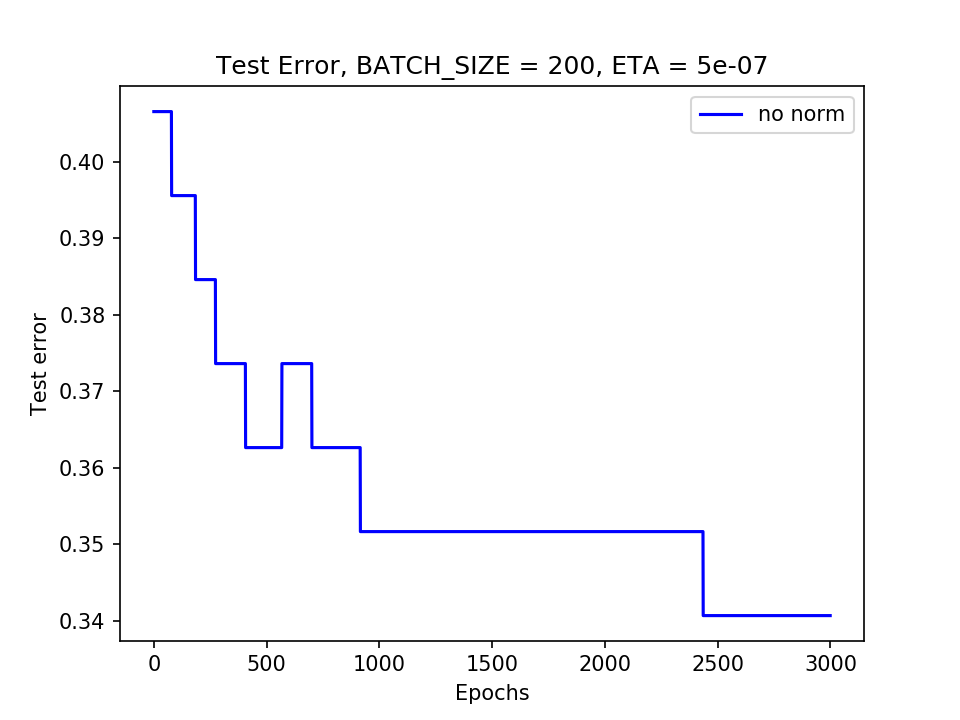 Test Error, BATCH_SIZE = 200, ETA = 5e-07
no norm
0.40
0.39
0.38
0.37
0.36
0.35
0.34
Test error
0 500 1000 1500 2000 2500 3000
Epochs